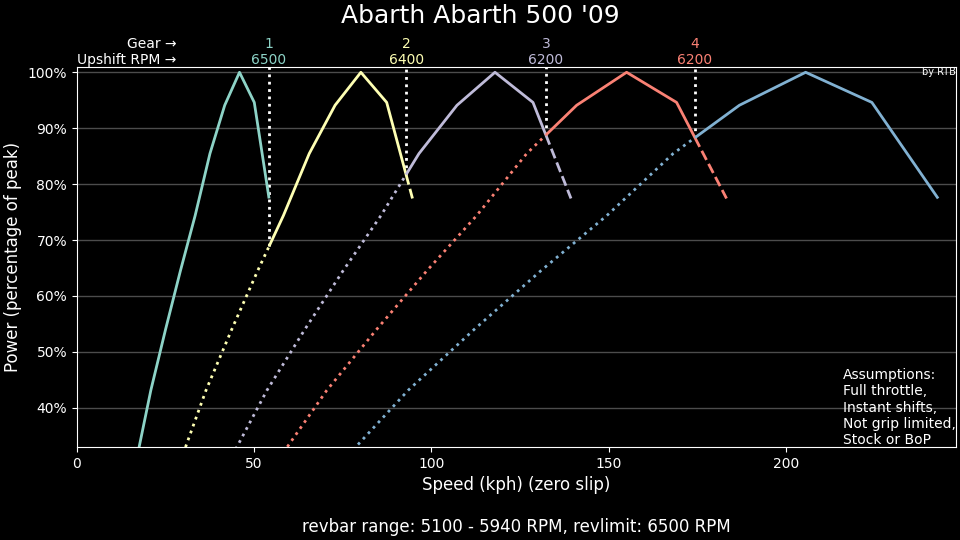 Abarth Abarth 500 '09
Gear → 1 2 3 4
Upshift RPM → 6500 6400 6200 6200
by RTB
100%
90%
80%
70%
60%
50%
40%
Power (percentage of peak)
Assumptions:
Full throttle,
Instant shifts,
Not grip limited,
Stock or BoP
0 50 100 150 200
Speed (kph) (zero slip)
revbar range: 5100 - 5940 RPM, revlimit: 6500 RPM